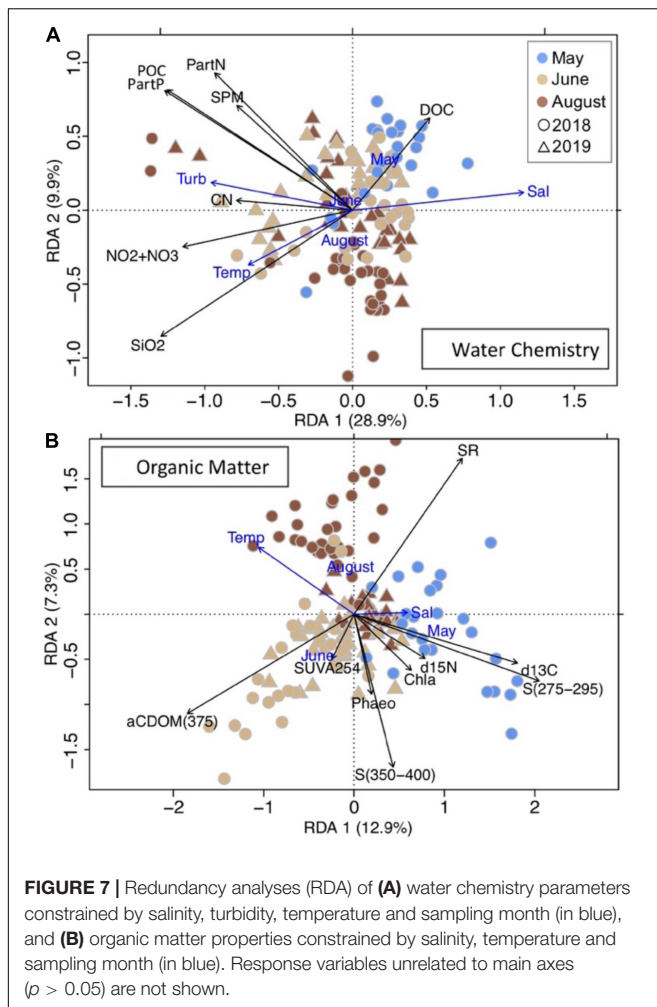 A
May
June
August
2018
2019
POC
PartN
PartP
SPM
DOC
May
Turb
CN
June
Sal
August
NO2+NO3
Temp
SiO2
Water Chemistry
RDA 2 (9.9%)
1.0
0.5
0.0
−0.5
−1.0
−1.5 −1.0 −0.5 0.0 0.5 1.0 1.5
RDA 1 (28.9%)
B
Organic Matter
SR
Temp
August
Sal
May
June
SUVA254
d15N
d13C
Chla
S(275−295)
Phaeo
aCDOM(375)
S(350−400)
RDA 2 (7.3%)
1.5
1.0
0.5
−0.5
−1.5
−2 −1 0 1 2
RDA 1 (12.9%)
FIGURE 7 | Redundancy analyses (RDA) of (A) water chemistry parameters
constrained by salinity, turbidity, temperature and sampling month (in blue),
and (B) organic matter properties constrained by salinity, temperature and
sampling month (in blue). Response variables unrelated to main axes
(p > 0.05) are not shown.